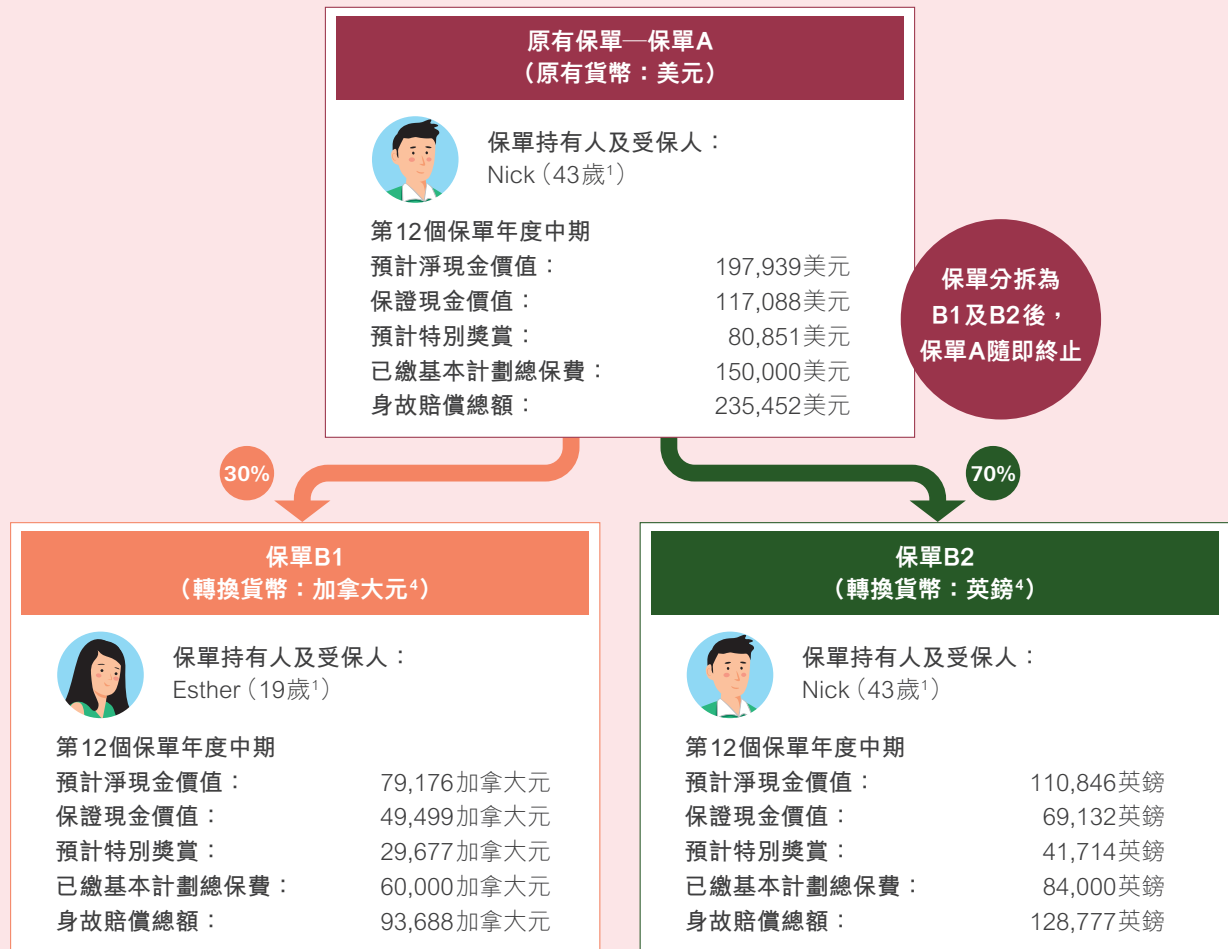 原有保單—保單A
（原有貨幣：美元）
保單持有人及受保人：
Nick（43歲¹）
第12個保單年度中期
預計淨現金價值： 197,939美元
保證現金價值： 117,088美元
預計特別獎賞： 80,851美元
已繳基本計劃總保費： 150,000美元
身故賠償總額： 235,452美元
保單分拆為
B1及B2後，
保單A隨即終止
30%
70%
保單B1
（轉換貨幣：加拿大元⁴）
保單持有人及受保人：
Esther（19歲¹）
第12個保單年度中期
預計淨現金價值： 79,176加拿大元
保證現金價值： 49,499加拿大元
預計特別獎賞： 29,677加拿大元
已繳基本計劃總保費： 60,000加拿大元
身故賠償總額： 93,688加拿大元
保單B2
（轉換貨幣：英鎊⁴）
保單持有人及受保人：
Nick（43歲¹）
第12個保單年度中期
預計淨現金價值： 110,846英鎊
保證現金價值： 69,132英鎊
預計特別獎賞： 41,714英鎊
已繳基本計劃總保費： 84,000英鎊
身故賠償總額： 128,777英鎊